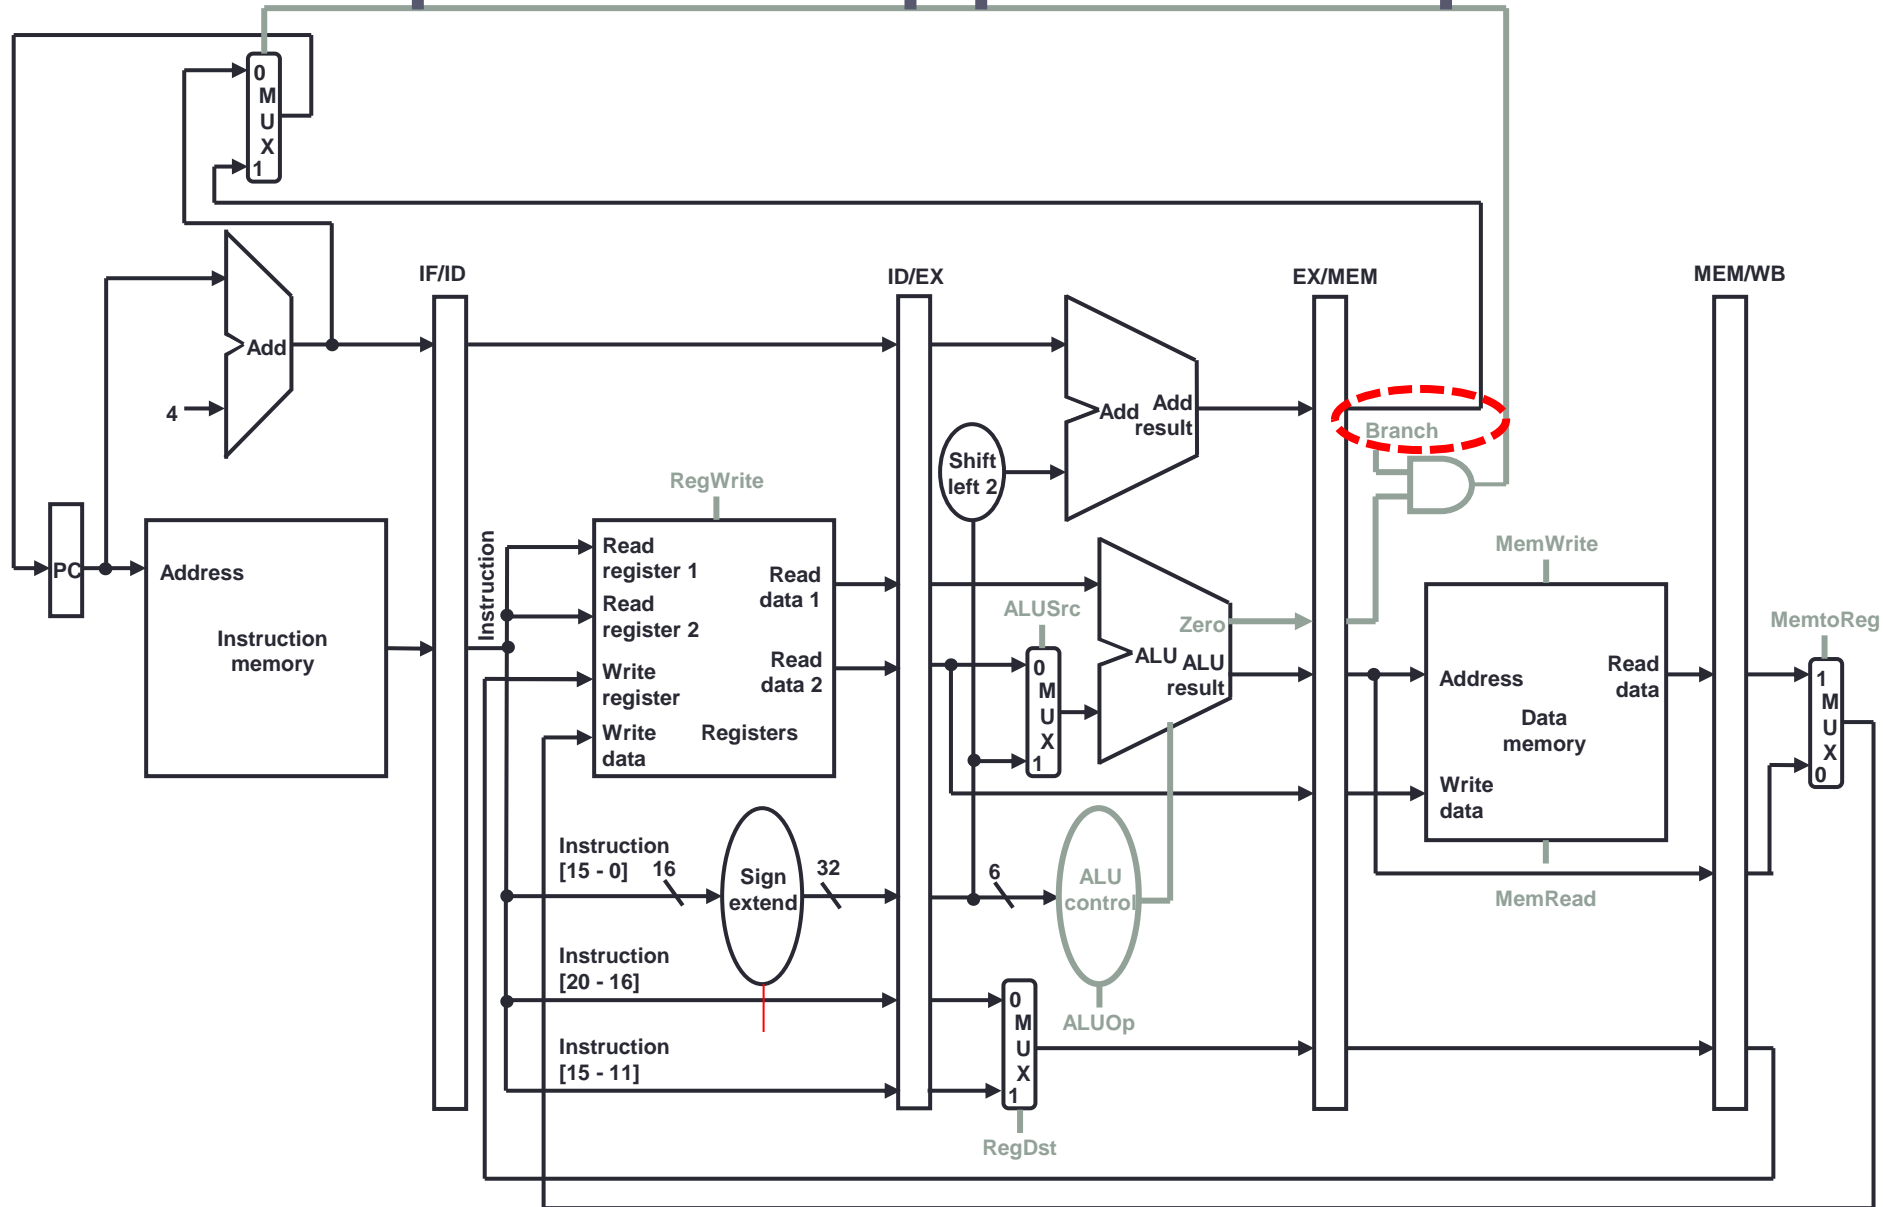 0
M
U
X
1
IF/ID
ID/EX
EX/MEM
MEM/WB
Add
4
Add
Add
result
Branch
Shift
left 2
RegWrite
PC
Address
Instruction
memory
Instruction
Read
register 1
Read
register 2
Write
register
Write
data
Read
data 1
Read
data 2
Registers
ALUSrc
0
M
U
X
1
Zero
ALU
ALU
result
MemWrite
Address
Read
data
Data
memory
Write
data
MemRead
MemtoReg
1
M
U
X
0
Instruction
[15 - 0]
16
Sign
extend
32
6
ALU
control
ALUOp
Instruction
[20 - 16]
Instruction
[15 - 11]
0
M
U
X
1
RegDst